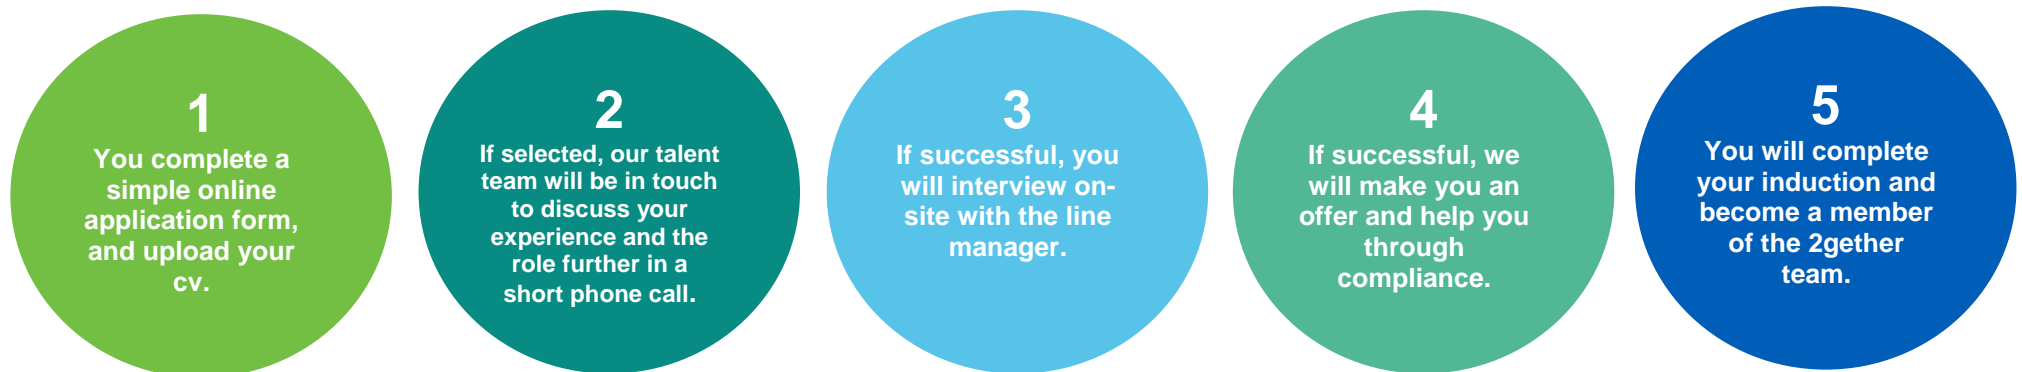 1
You complete a
simple online
application form,
and upload your
cv.
2
If selected, our talent
team will be in touch
to discuss your
experience and the
role further in a
short phone call.
3
If successful, you
will interview on-
site with the line
manager.
4
If successful, we
will make you an
offer and help you
through
compliance.
5
You will complete
your induction and
become a member
of the 2gether
team.